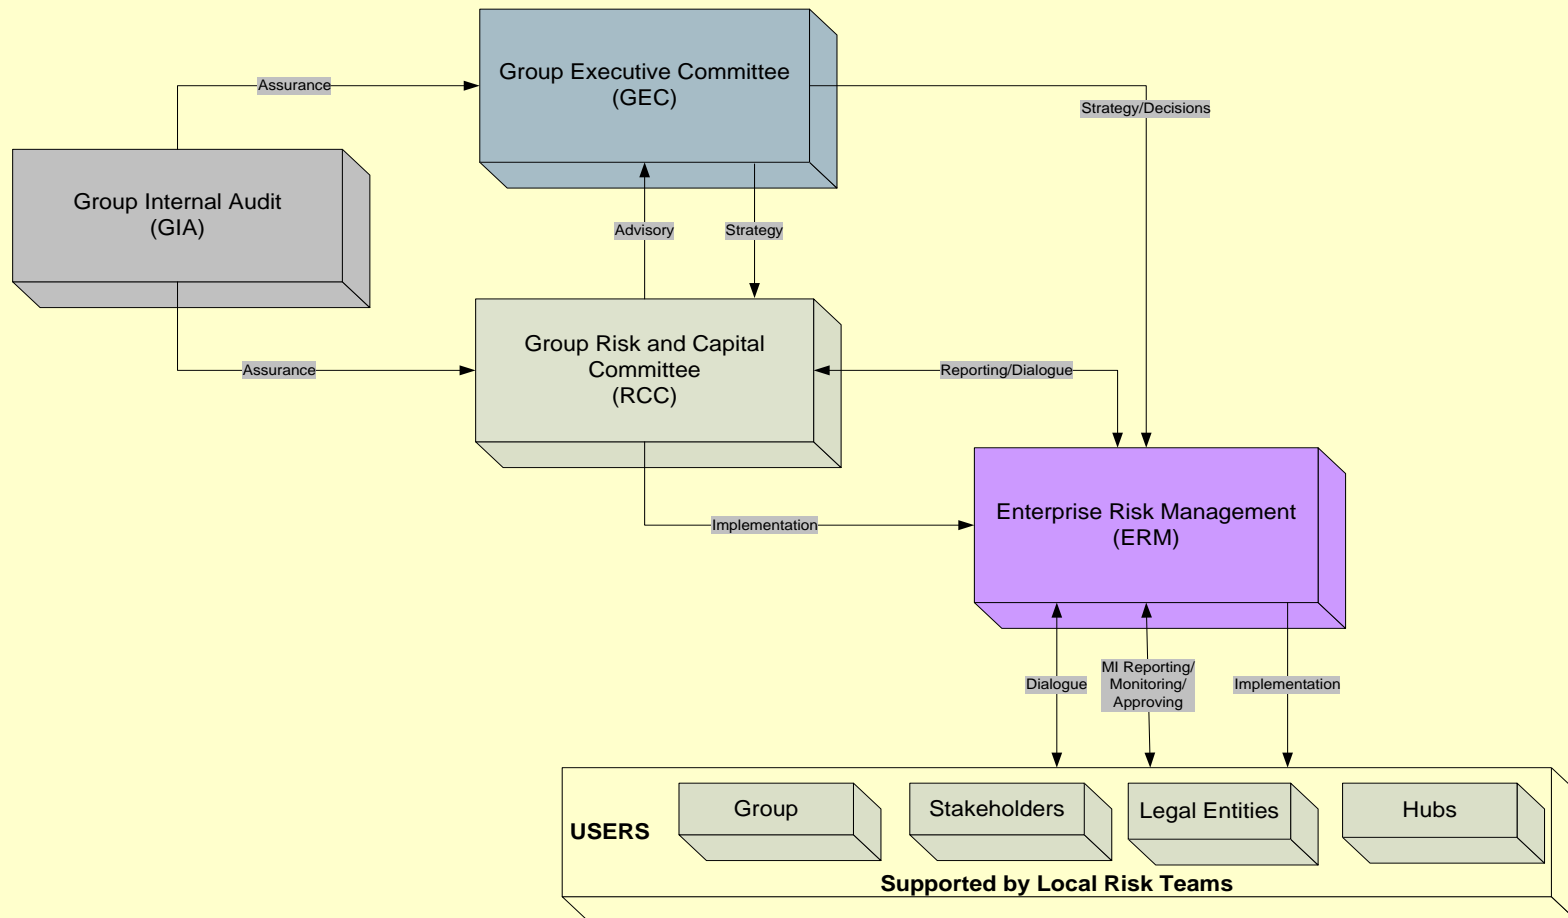 Group Executive Committee
(GEC)
Assurance
Strategy/Decisions
Group Internal Audit
(GIA)
Advisory
Strategy
Group Risk and Capital
Committee
(RCC)
Assurance
Reporting/Dialogue
Enterprise Risk Management
(ERM)
Implementation
Dialogue
MI Reporting/
Monitoring/
Approving
Implementation
USERS
Group
Stakeholders
Legal Entities
Hubs
Supported by Local Risk Teams